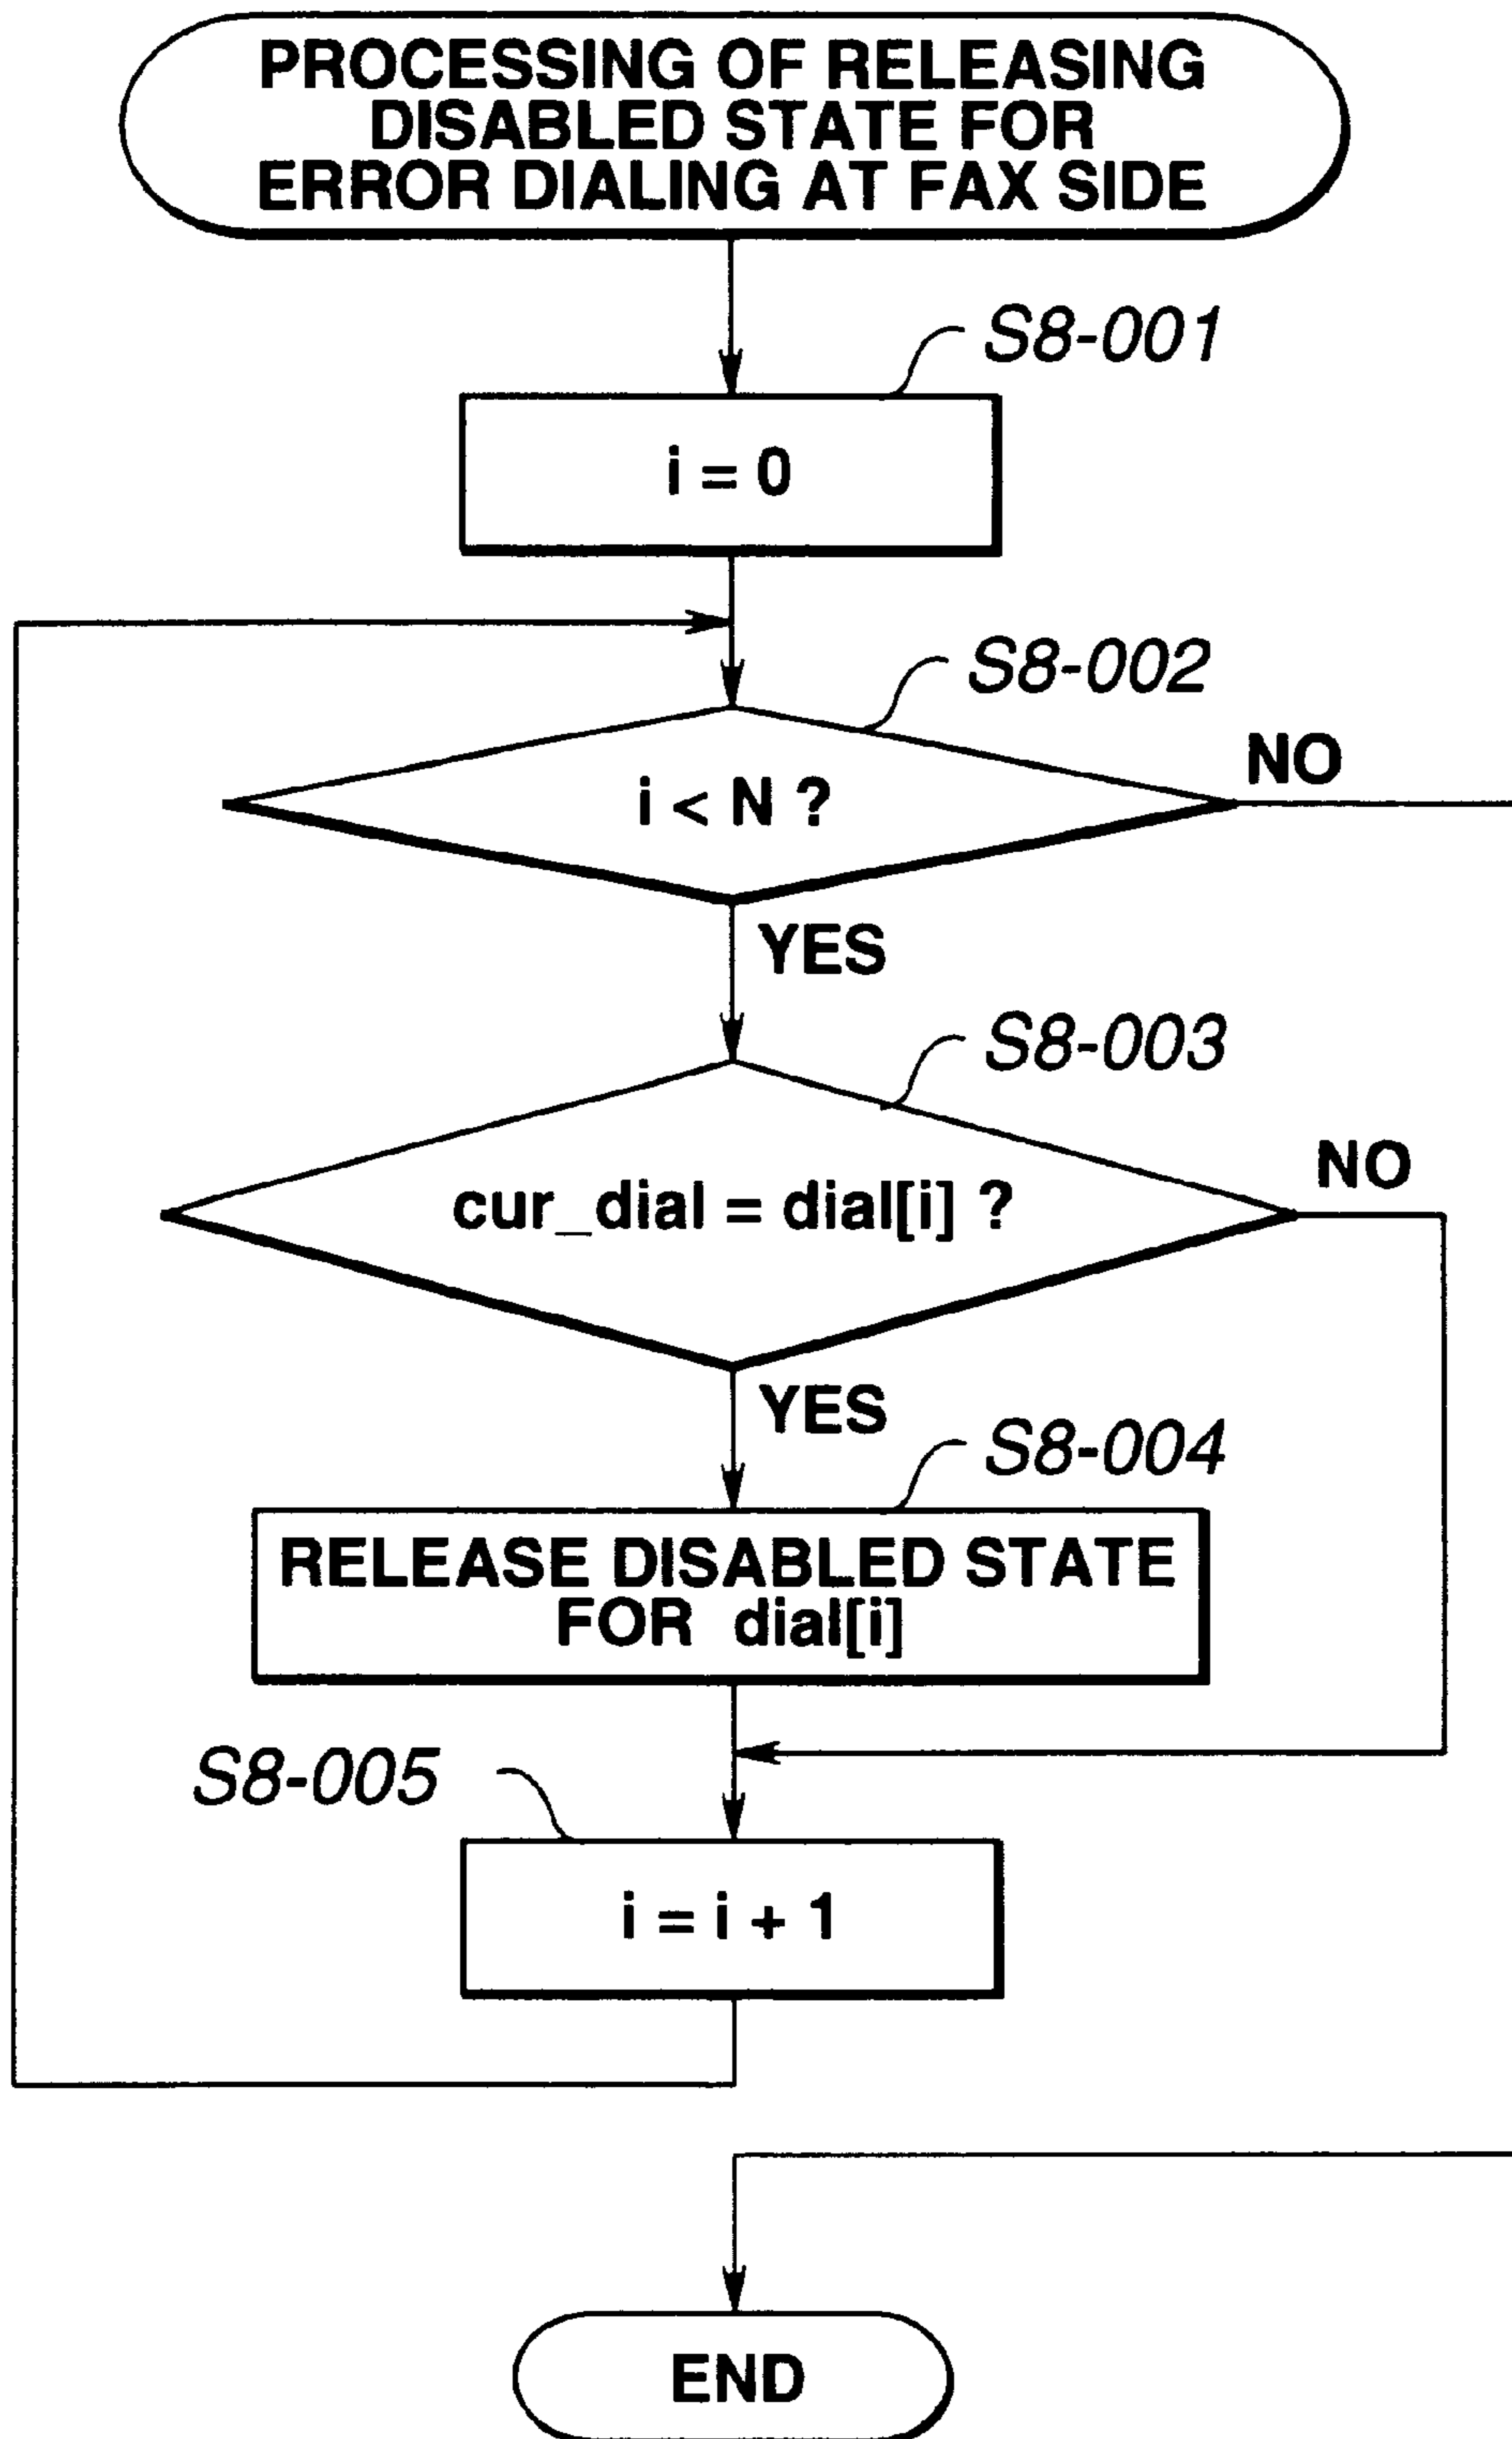 PROCESSING OF RELEASING
DISABLED STATE FOR
ERROR DIALING AT FAX SIDE
S8-001
i = 0
S8-002
i < N ?
NO
YES
S8-003
cur_dial = dial[i] ?
NO
YES
S8-004
RELEASE DISABLED STATE
FOR dial[i]
S8-005
i = i + 1
END